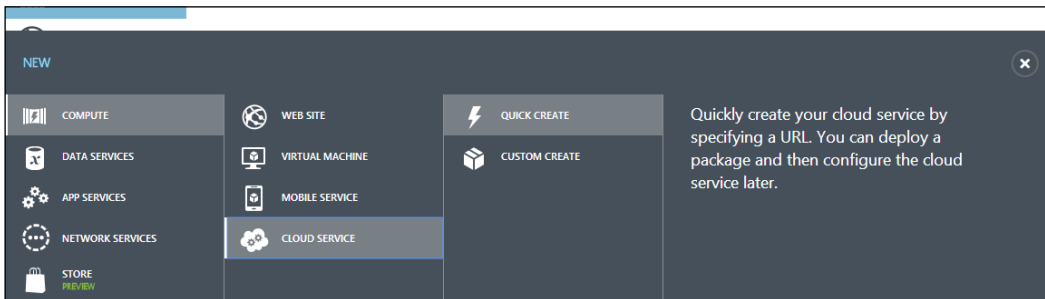 NEW
COMPUTE
DATA SERVICES
APP SERVICES
NETWORK SERVICES
STORE
PREVIEW
WEB SITE
VIRTUAL MACHINE
MOBILE SERVICE
CLOUD SERVICE
QUICK CREATE
CUSTOM CREATE
Quickly create your cloud service by
specifying a URL. You can deploy a
package and then configure the cloud
service later.